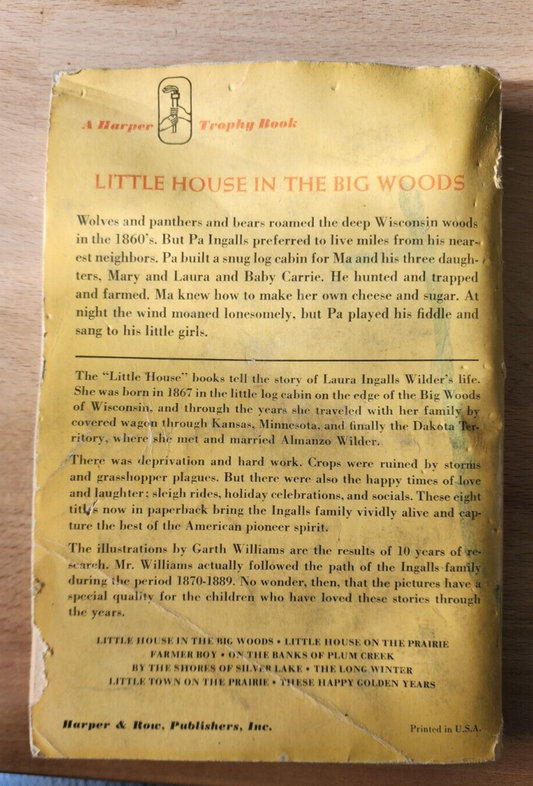 A Harper Trophy Book
LITTLE HOUSE IN THE BIG WOODS
Wolves and panthers and bears roamed the deep Wisconsin woods
in the 1860's. But Pa Ingalls preferred to live miles from his near-
est neighbors. Pa built a snug log cabin for Ma and his three daugh-
ters, Mary and Laura and Baby Carrie. He hunted and trapped
and farmed. Ma knew how to make her own cheese and sugar. At
night the wind moaned lonesomely, but Pa played his fiddle and
sang to his little girls.
The "Little House" books tell the story of Laura Ingalls Wilder's life.
She was born in 1867 in the little log cabin on the edge of the Big Woods
of Wisconsin, and through the years she traveled with her family by
covered wagon through Kansas, Minnesota, and finally the Dakota Ter-
ritory, where she met and married Almanzo Wilder.
There was deprivation and hard work. Crops were ruined by storms
and grasshopper plagues. But there were also the happy times of love
and laughter: sleigh rides, holiday celebrations, and socials. These eight
titles now in paperback bring the Ingalls family vividly alive and cap-
ture the best of the American pioneer spirit.
The illustrations by Garth Williams are the results of 10 years of re-
search. Mr. Williams actually followed the path of the Ingalls family
during the period 1870-1889. No wonder, then, that the pictures have a
special quality for the children who have loved these stories through
the years.
LITTLE HOUSE IN THE BIG WOODS • LITTLE HOUSE ON THE PRAIRIE
FARMER BOY • ON THE BANKS OF PLUM CREEK
BY THE SHORES OF SILVER LAKE • THE LONG WINTER
LITTLE TOWN ON THE PRAIRIE • THESE HAPPY GOLDEN YEARS
Harper & Row, Publishers, Inc.
Printed in U.S.A.